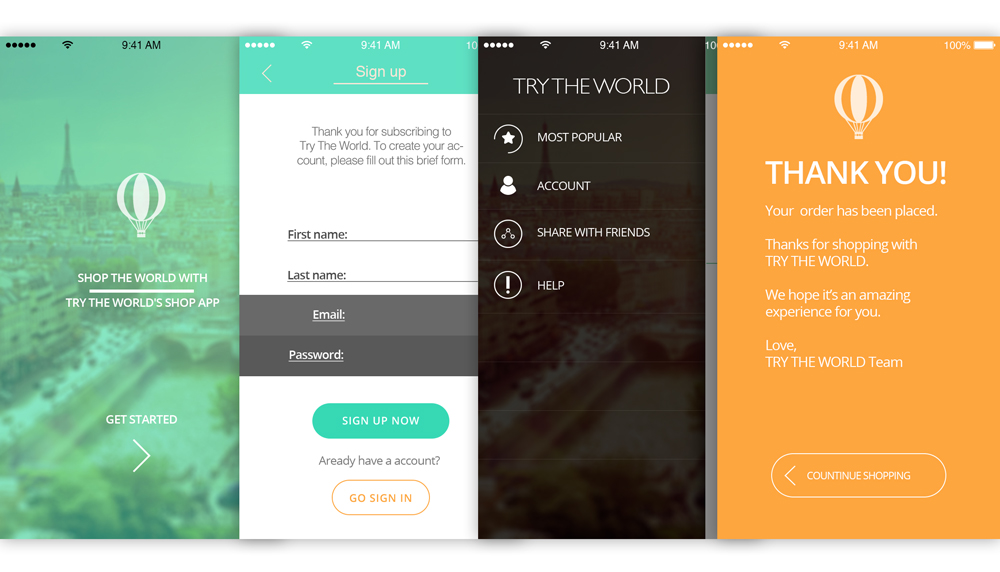 9:41 AM
SHOP THE WORLD WITH
TRY THE WORLD'S SHOP APP
GET STARTED
9:41 AM
10
Sign up
Thank you for subscribing to
Try The World. To create your ac-
count, please fill out this brief form.
First name:
Last name:
Email:
Password:
SIGN UP NOW
Aready have a account?
GO SIGN IN
9:41 AM
10
TRY THE WORLD
MOST POPULAR
ACCOUNT
SHARE WITH FRIENDS
HELP
9:41 AM
100%
THANK YOU!
Your order has been placed.
Thanks for shopping with
TRY THE WORLD.
We hope it's an amazing
experience for you.
Love,
TRY THE WORLD Team
COUNTINUE SHOPPING